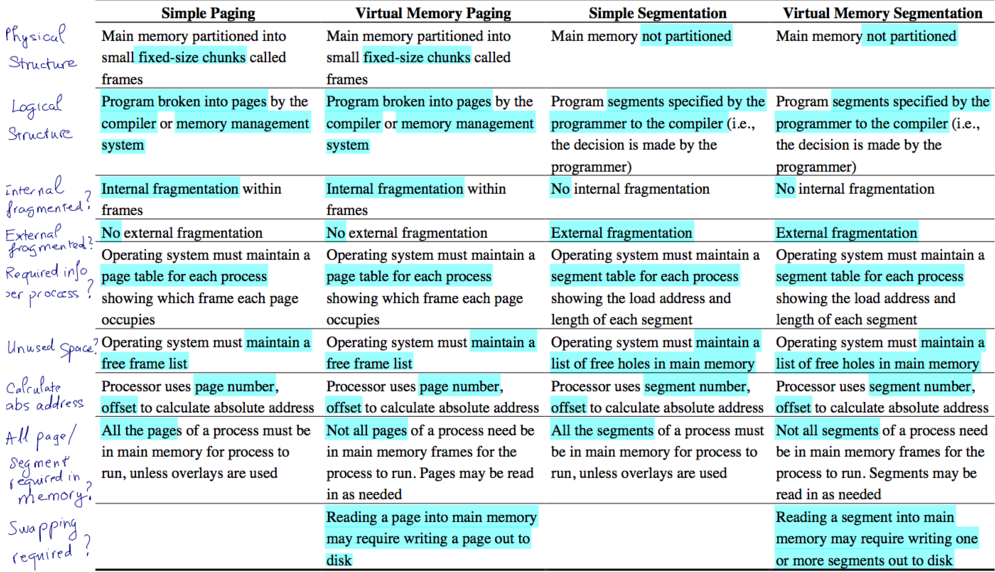 Simple Paging Virtual Memory Paging Simple Segmentation Virtual Memory Segmentation
Physical
Structure
Main memory partitioned into
small fixed-size chunks called
frames
Main memory partitioned into
small fixed-size chunks called
frames
Main memory not partitioned
Main memory not partitioned
Logical
Structure
Program broken into pages by the
compiler or memory management
system
Program broken into pages by the
compiler or memory management
system
Program segments specified by the
programmer to the compiler (i.e.,
the decision is made by the
programmer)
Program segments specified by the
programmer to the compiler (i.e.,
the decision is made by the
programmer)
Internal
fragmented?
Internal fragmentation within
frames
Internal fragmentation within
frames
No internal fragmentation
No internal fragmentation
External
fragmented?
No external fragmentation
No external fragmentation
External fragmentation
External fragmentation
Required info
per process?
Operating system must maintain a
page table for each process
showing which frame each page
occupies
Operating system must maintain a
page table for each process
showing which frame each page
occupies
Operating system must maintain a
segment table for each process
showing the load address and
length of each segment
Operating system must maintain a
segment table for each process
showing the load address and
length of each segment
Unused Space?
Operating system must maintain a
free frame list
Operating system must maintain a
free frame list
Operating system must maintain a
list of free holes in main memory
Operating system must maintain a
list of free holes in main memory
Calculate
abs address
Processor uses page number,
offset to calculate absolute address
Processor uses page number,
offset to calculate absolute address
Processor uses segment number,
offset to calculate absolute address
Processor uses segment number,
offset to calculate absolute address
All page/
Segment
required in
memory?
All the pages of a process must be
in main memory for process to
run, unless overlays are used
Not all pages of a process need be
in main memory frames for the
process to run. Pages may be read
in as needed
All the segments of a process must
be in main memory for process to
run, unless overlays are used
Not all segments of a process need
be in main memory for the
process to run. Segments may be
read in as needed
Swapping
required?
Reading a page into main memory
may require writing a page out to
disk
Reading a segment into main
memory may require writing one
or more segments out to disk